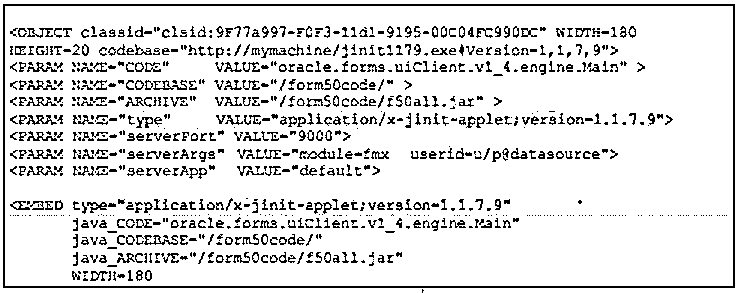 <OBJECT classid="clsid:9F77a997-F0F3-11d1-9195-00C04FC990DC" WIDTH=180
HEIGHT=20 codebase="http://mymachine/jinit1179.exe#Version=1,1,7,9">
<PARAM NAME="CODE" VALUE="oracle.forms.uiClient.v1_4.engine.Main" >
<PARAM NAME="CODEBASE" VALUE="/form50code/" >
<PARAM NAME="ARCHIVE" VALUE="/form50code/f50all.jar" >
<PARAM NAME="type" VALUE="application/x-jinit-applet;version=1.1.7.9">
<PARAM NAME="serverPort" VALUE="9000">
<PARAM NAME="serverArgs" VALUE="module=fmx userid=u/p@datasource">
<PARAM NAME="serverApp" VALUE="default">
<EMBED type="application/x-jinit-applet;version=1.1.7.9"
java_CODE="oracle.forms.uiClient.v1_4.engine.Main"
java_CODEBASE="/form50code/"
java_ARCHIVE="/form50code/f50all.jar"
WIDTH=180